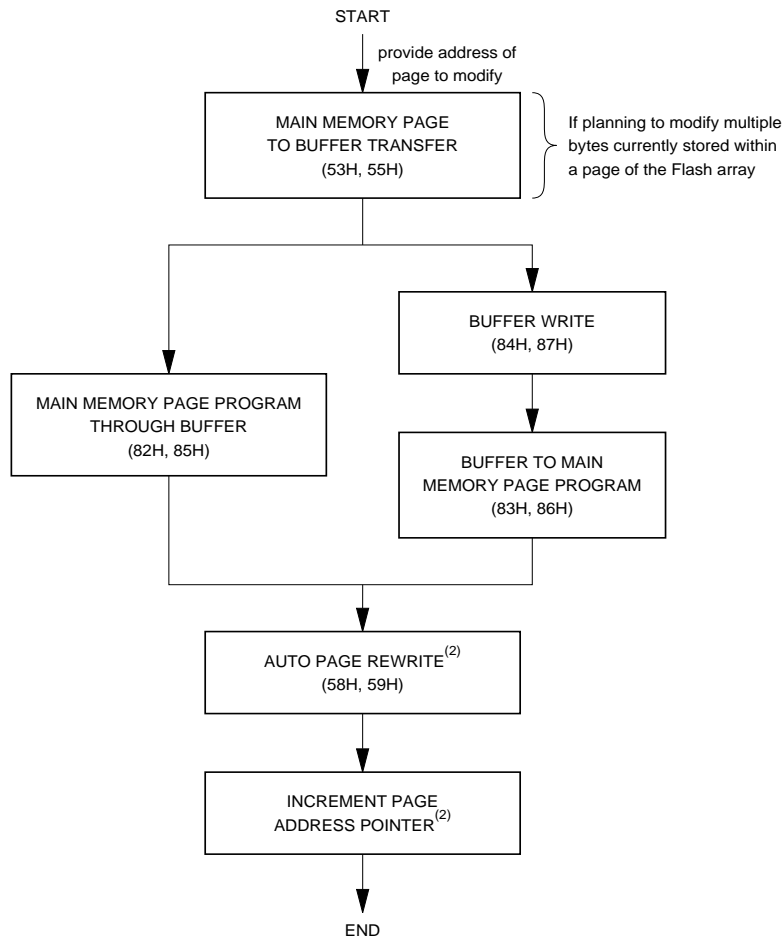 START
provide address of
page to modify
MAIN MEMORY PAGE
TO BUFFER TRANSFER
(53H, 55H)
If planning to modify multiple
bytes currently stored within
a page of the Flash array
BUFFER WRITE
(84H, 87H)
MAIN MEMORY PAGE PROGRAM
THROUGH BUFFER
(82H, 85H)
BUFFER TO MAIN
MEMORY PAGE PROGRAM
(83H, 86H)
AUTO PAGE REWRITE(2)
(58H, 59H)
INCREMENT PAGE
ADDRESS POINTER(2)
END